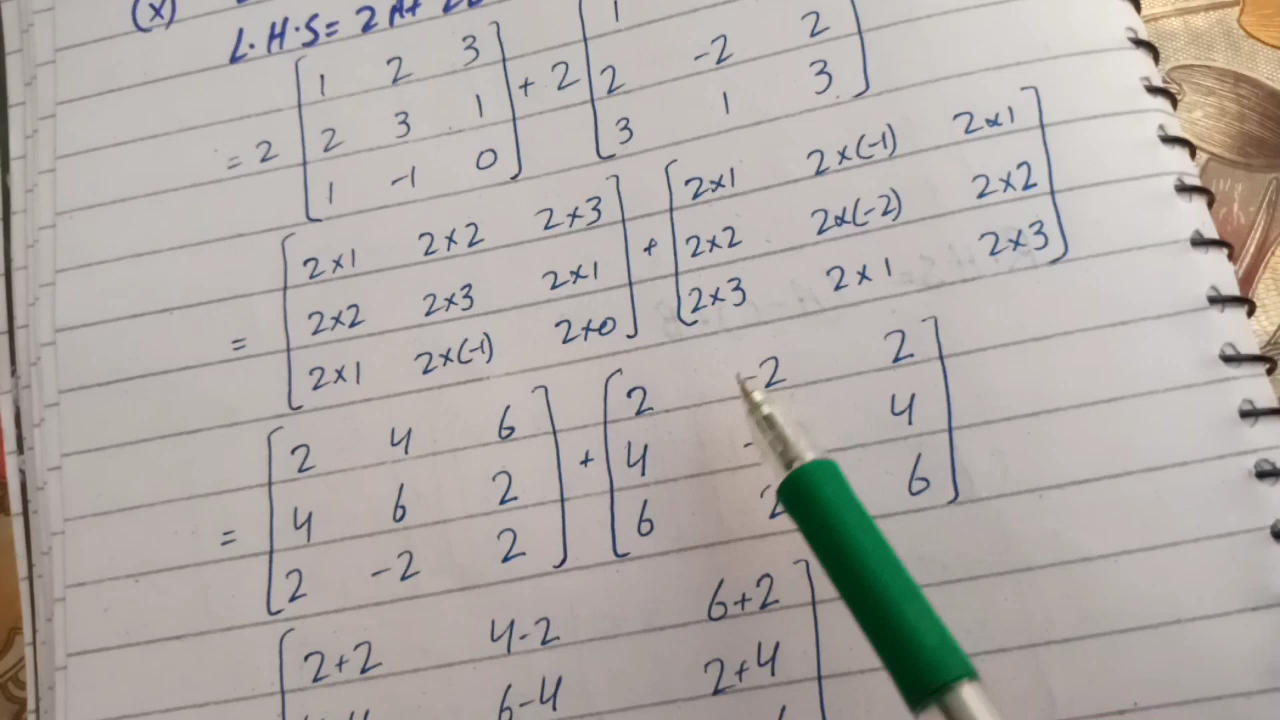 (x)
L.H.S= 2A+ 2
= 2 [1 2 3] + 2 [1
[2 3 1] [2 -2 2]
[1 -1 0] [3 1 3]
= [2×1 2×2 2×3] + [2×1 2×(-1) 2×1]
[2×2 2×3 2×1] [2×2 2×(-2) 2×2]
[2×1 2×(-1) 2×0] [2×3 2×1 2×3]
= [2 4 6] + [2 -2 2]
[4 6 2] [4 - 4]
[2 -2 2] [6 2 6]
[2+2 4-2 6+2]
6-4 2+4]